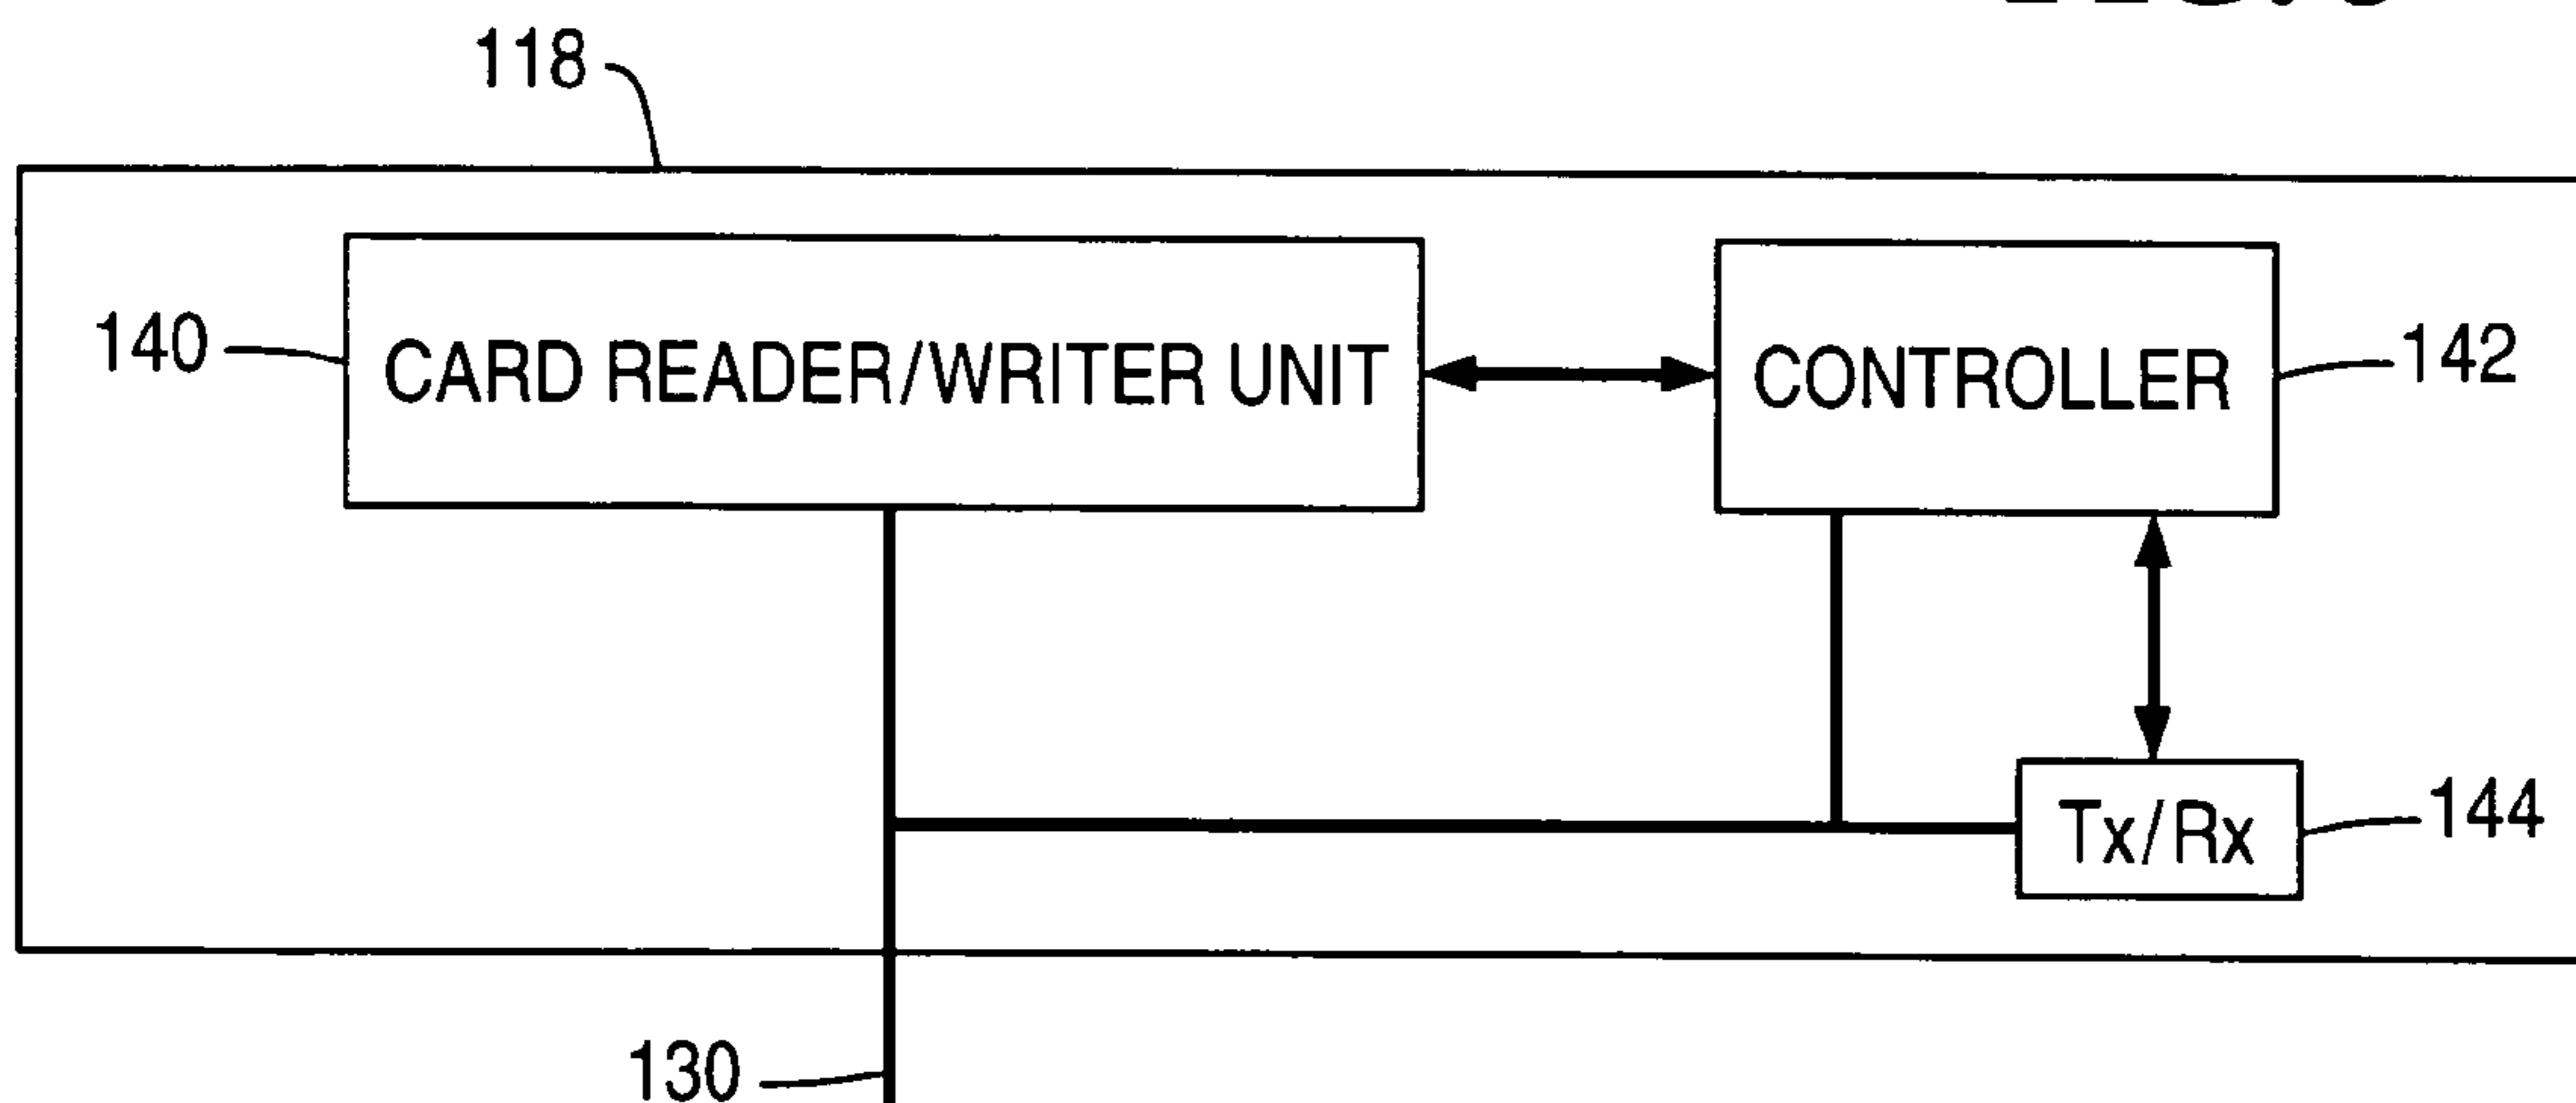 118
140
CARD READER/WRITER UNIT
CONTROLLER
142
Tx/Rx
144
130